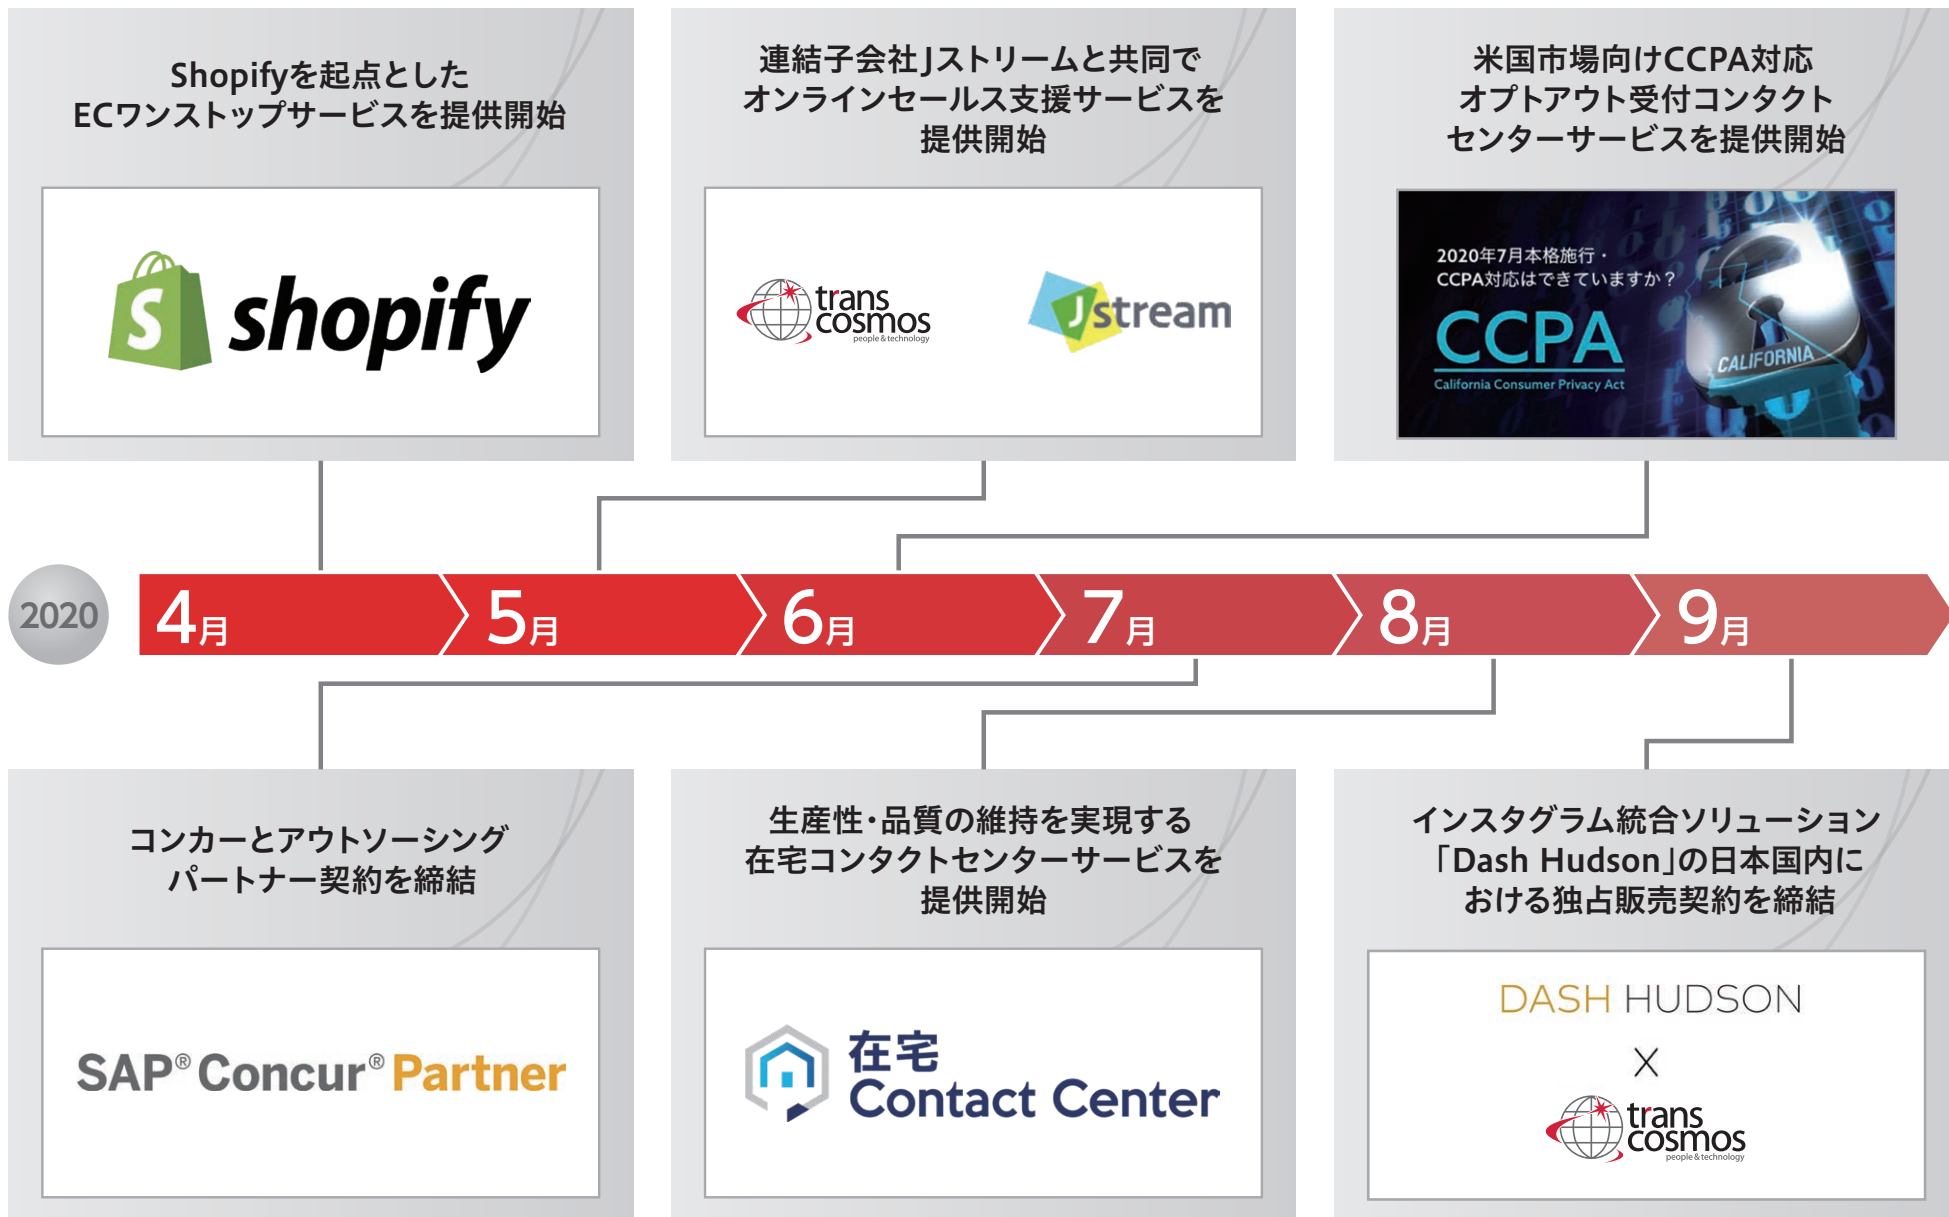 Shopifyを起点とした
ECワンストップサービスを提供開始
shopify
連結子会社Jストリームと共同で
オンラインセールス支援サービスを
提供開始
trans
cosmos
people & technology
Jstream
米国市場向けCCPA対応
オプトアウト受付コンタクト
センターサービスを提供開始
2020年7月本格施行・
CCPA対応はできていますか？
CCPA
California Consumer Privacy Act
CALIFORNIA
2020
4月
5月
6月
7月
8月
9月
コンカーとアウトソーシング
パートナー契約を締結
SAP® Concur® Partner
生産性・品質の維持を実現する
在宅コンタクトセンターサービスを
提供開始
在宅
Contact Center
インスタグラム統合ソリューション
「Dash Hudson」の日本国内に
おける独占販売契約を締結
DASH HUDSON
X
trans
cosmos
people & technology